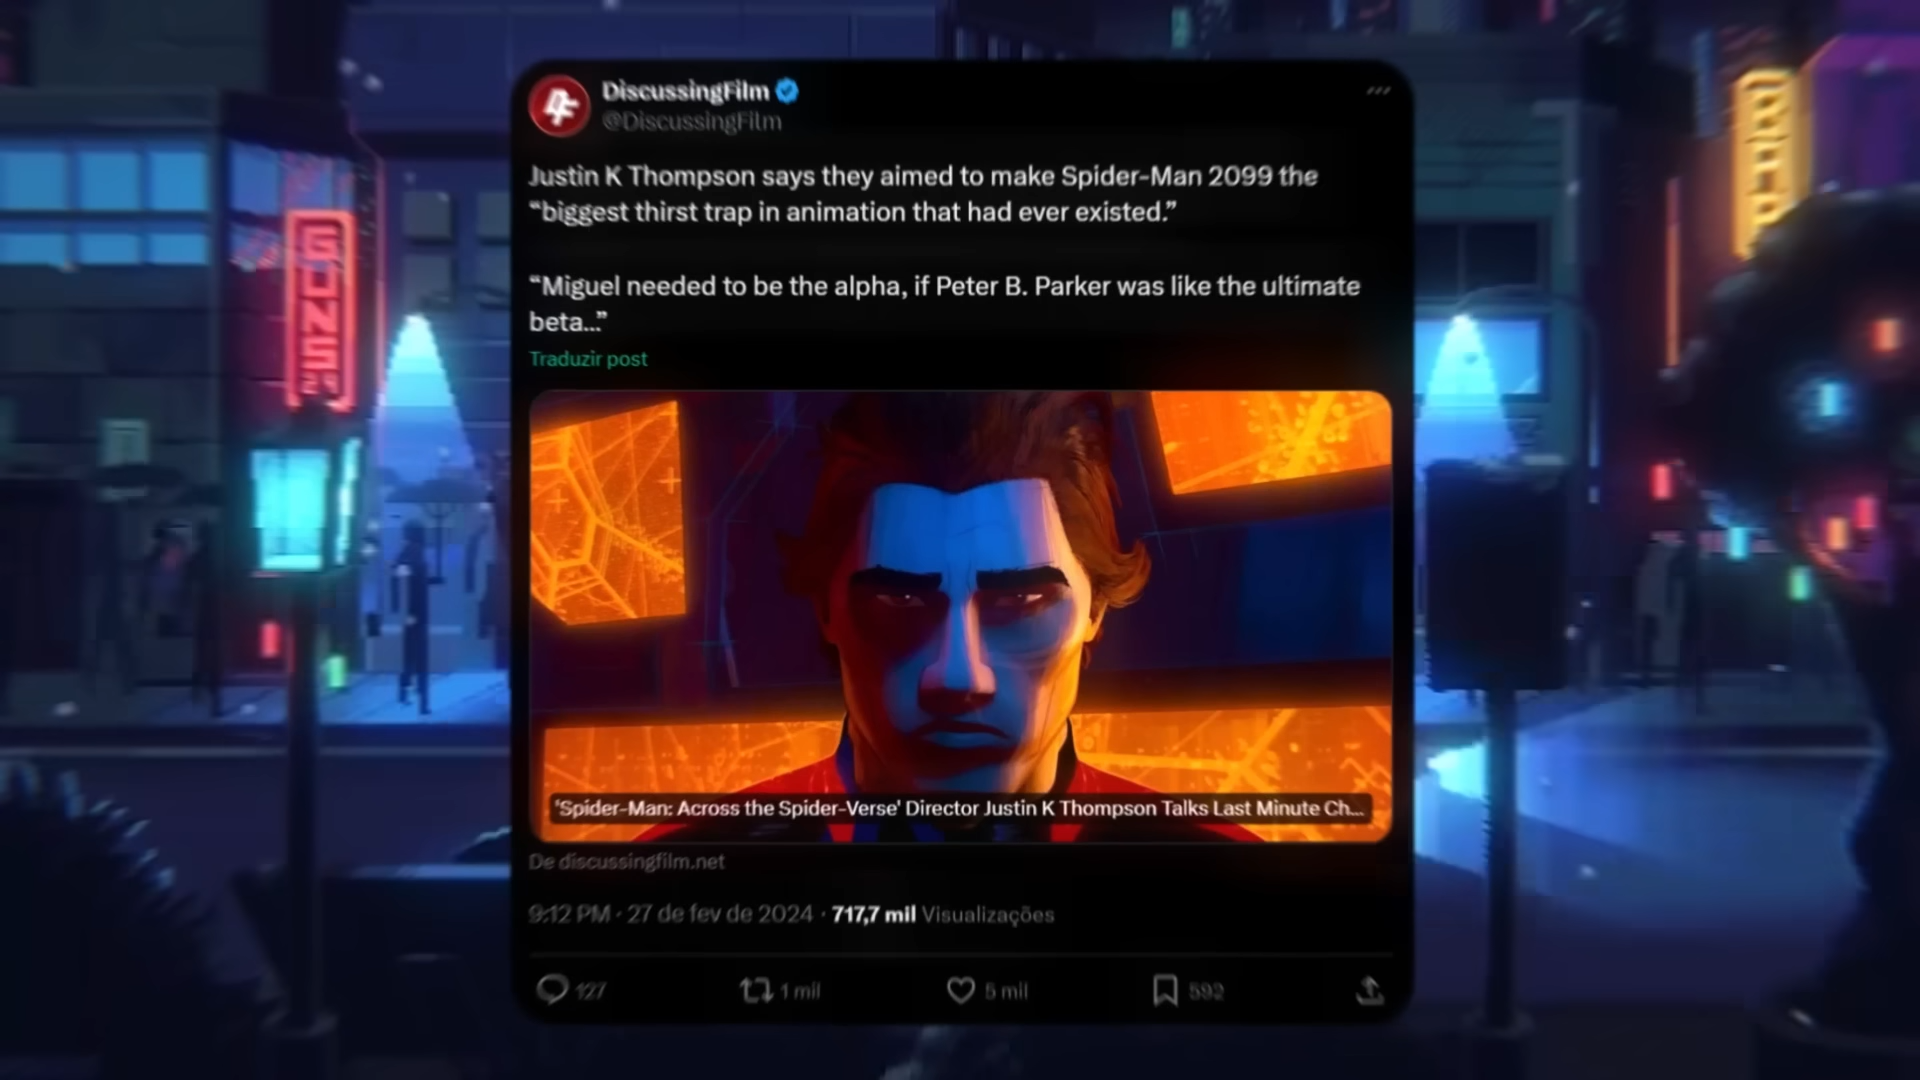 DiscussingFilm
@DiscussingFilm
Justin K Thompson says they aimed to make Spider-Man 2099 the
“biggest thirst trap in animation that had ever existed.”
“Miguel needed to be the alpha, if Peter B. Parker was like the ultimate
beta...”
Traduzir post
'Spider-Man: Across the Spider-Verse' Director Justin K Thompson Talks Last Minute Ch...
De discussingfilm.net
9:12 PM · 27 de fev de 2024 · 717,7 mil Visualizações
127 1 mil 5 mil 592
GUNS
BAR